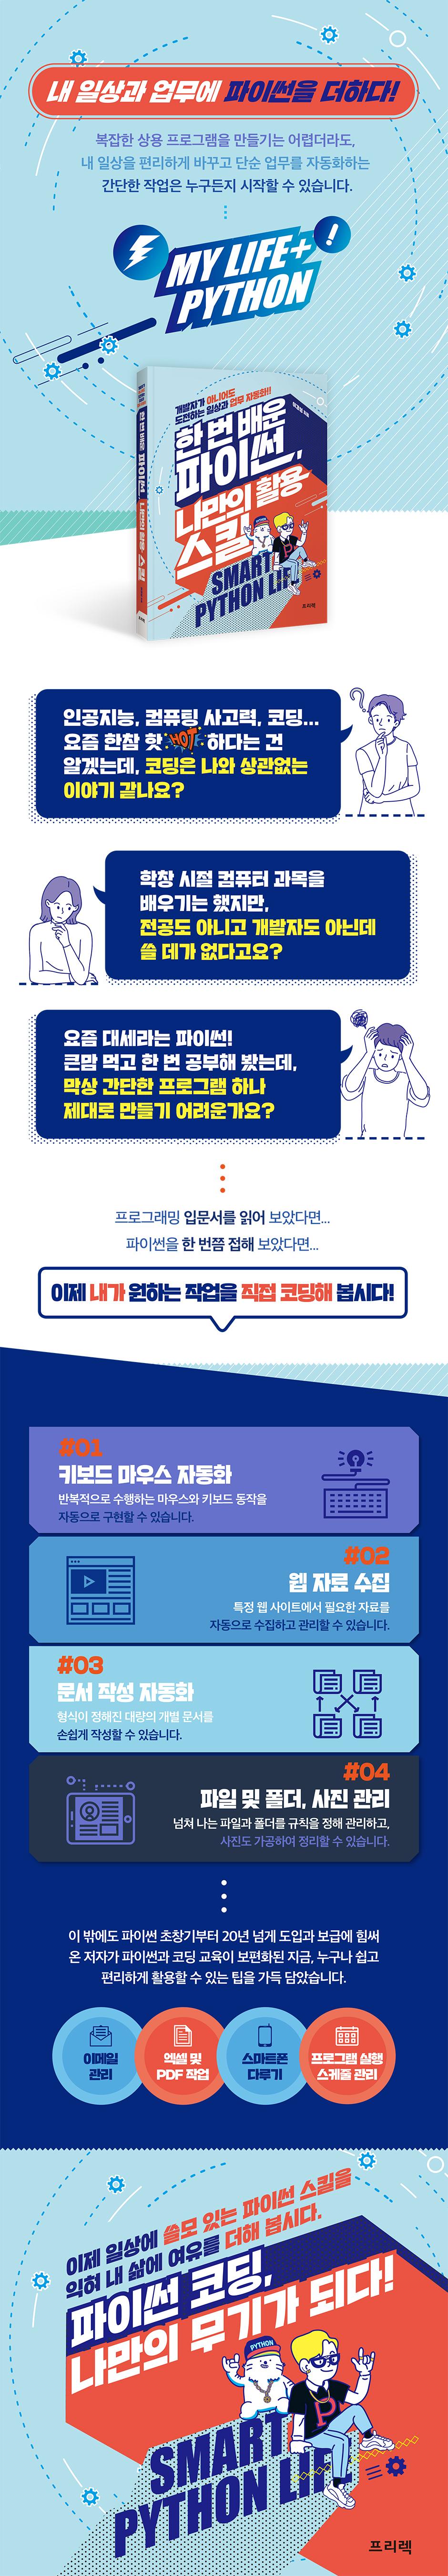 내 일상과 업무에 파이썬을 더하다!
복잡한 상용 프로그램을 만들기는 어렵더라도,
내 일상을 편리하게 바꾸고 단순 업무를 자동화하는
간단한 작업은 누구든지 시작할 수 있습니다.
MY LIFE+
PYTHON
개발자가 아니어도
도전하는 일상과 업무 자동화!!
한 번 배운
파이썬,
나만의 활용
스킬
SMART
PYTHON LIFE
프리렉
한 번 배운 파이썬, 나만의 활용 스킬
인공지능, 컴퓨팅 사고력, 코딩...
요즘 한참 핫 HOT 하다는 건
알겠는데, 코딩은 나와 상관없는
이야기 같나요?
학창 시절 컴퓨터 과목을
배우기는 했지만,
전공도 아니고 개발자도 아닌데
쓸 데가 없다고요?
요즘 대세라는 파이썬!
큰맘 먹고 한 번 공부해 봤는데,
막상 간단한 프로그램 하나
제대로 만들기 어려운가요?
프로그래밍 입문서를 읽어 보았다면...
파이썬을 한 번쯤 접해 보았다면...
이제 내가 원하는 작업을 직접 코딩해 봅시다!
#01
키보드 마우스 자동화
반복적으로 수행하는 마우스와 키보드 동작을
자동으로 구현할 수 있습니다.
#02
웹 자료 수집
특정 웹 사이트에서 필요한 자료를
자동으로 수집하고 관리할 수 있습니다.
#03
문서 작성 자동화
형식이 정해진 대량의 개별 문서를
손쉽게 작성할 수 있습니다.
#04
파일 및 폴더, 사진 관리
넘쳐 나는 파일과 폴더를 규칙을 정해 관리하고,
사진도 가공하여 정리할 수 있습니다.
이 밖에도 파이썬 초창기부터 20년 넘게 도입과 보급에 힘써
온 저자가 파이썬과 코딩 교육이 보편화된 지금, 누구나 쉽고
편리하게 활용할 수 있는 팁을 가득 담았습니다.
이메일
관리
엑셀 및
PDF 작업
스마트폰
다루기
프로그램 실행
스케줄 관리
이제 일상에 쓸모 있는 파이썬 스킬을
익혀 내 삶에 여유를 더해 봅시다.
파이썬 코딩,
나만의 무기가 되다!
PYTHON
P
SMART
PYTHON LIF
프리렉